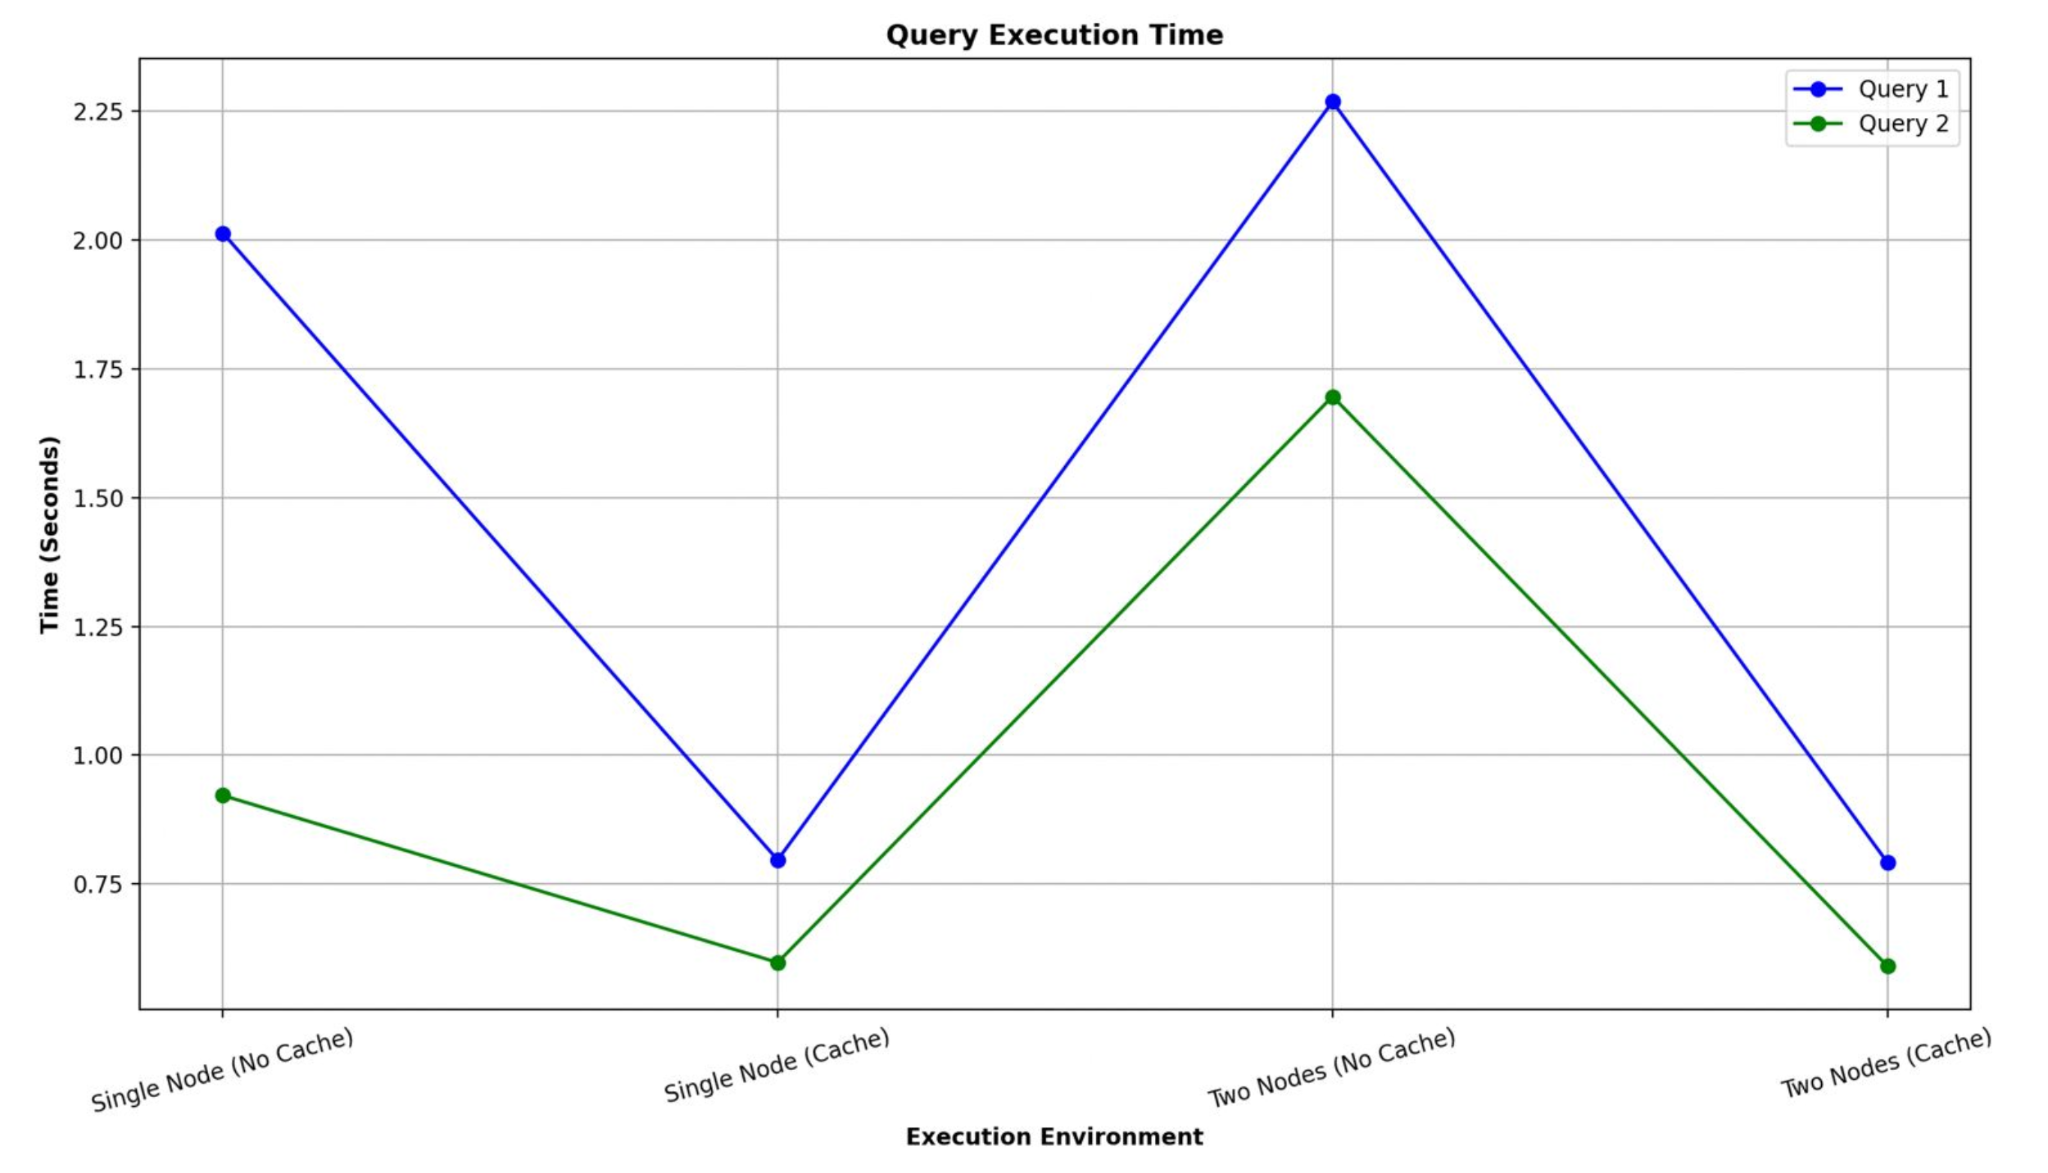 Query Execution Time
Query 1
Query 2
2.25
2.00
1.75
1.50
1.25
1.00
0.75
Time (Seconds)
Single Node (No Cache)
Single Node (Cache)
Two Nodes (No Cache)
Two Nodes (Cache)
Execution Environment